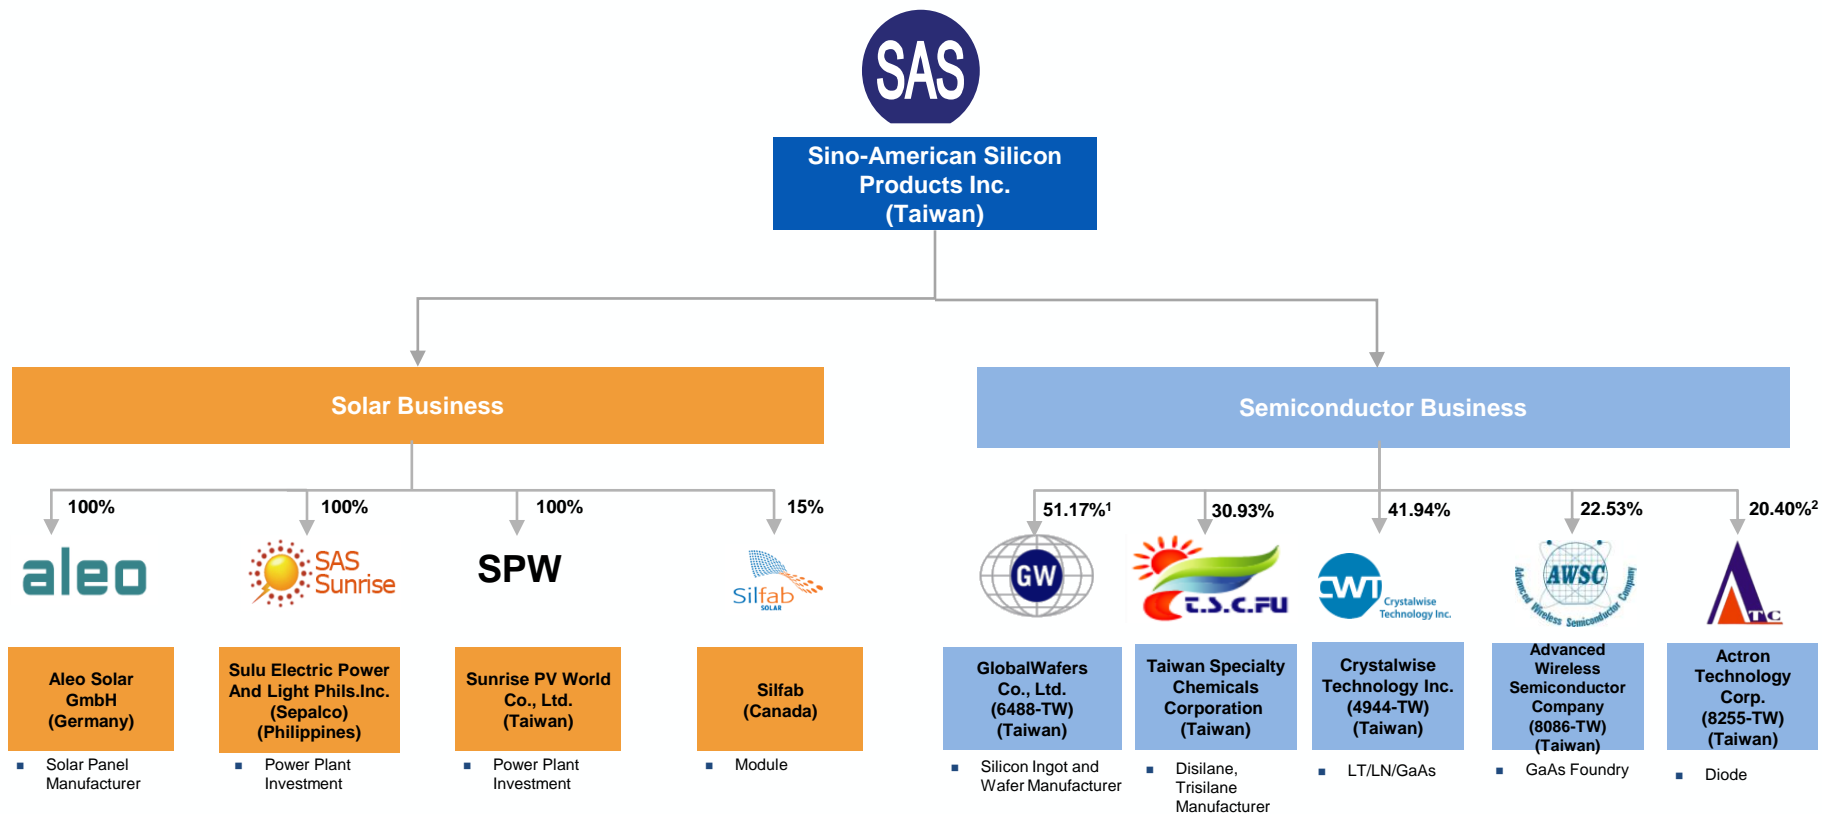 SAS
Sino-American Silicon
Products Inc.
(Taiwan)
Solar Business
Semiconductor Business
100%
100%
100%
15%
51.17%¹
30.93%
41.94%
22.53%
20.40%²
aleo
SAS
Sunrise
SPW
Silfab
SOLAR
GW
T.S.C.FU
CWT
Crystalwise
Technology Inc.
AWSC
Advanced Wireless Semiconductor Company
ATC
Aleo Solar
GmbH
(Germany)
Sulu Electric Power
And Light Phils.Inc.
(Sepalco)
(Philippines)
Sunrise PV World
Co., Ltd.
(Taiwan)
Silfab
(Canada)
GlobalWafers
Co., Ltd.
(6488-TW)
(Taiwan)
Taiwan Specialty
Chemicals
Corporation
(Taiwan)
Crystalwise
Technology Inc.
(4944-TW)
(Taiwan)
Advanced
Wireless
Semiconductor
Company
(8086-TW)
(Taiwan)
Actron
Technology
Corp.
(8255-TW)
(Taiwan)
▪ Solar Panel
Manufacturer
▪ Power Plant
Investment
▪ Power Plant
Investment
▪ Module
▪ Silicon Ingot and
Wafer Manufacturer
▪ Disilane,
Trisilane
Manufacturer
▪ LT/LN/GaAs
▪ GaAs Foundry
▪ Diode